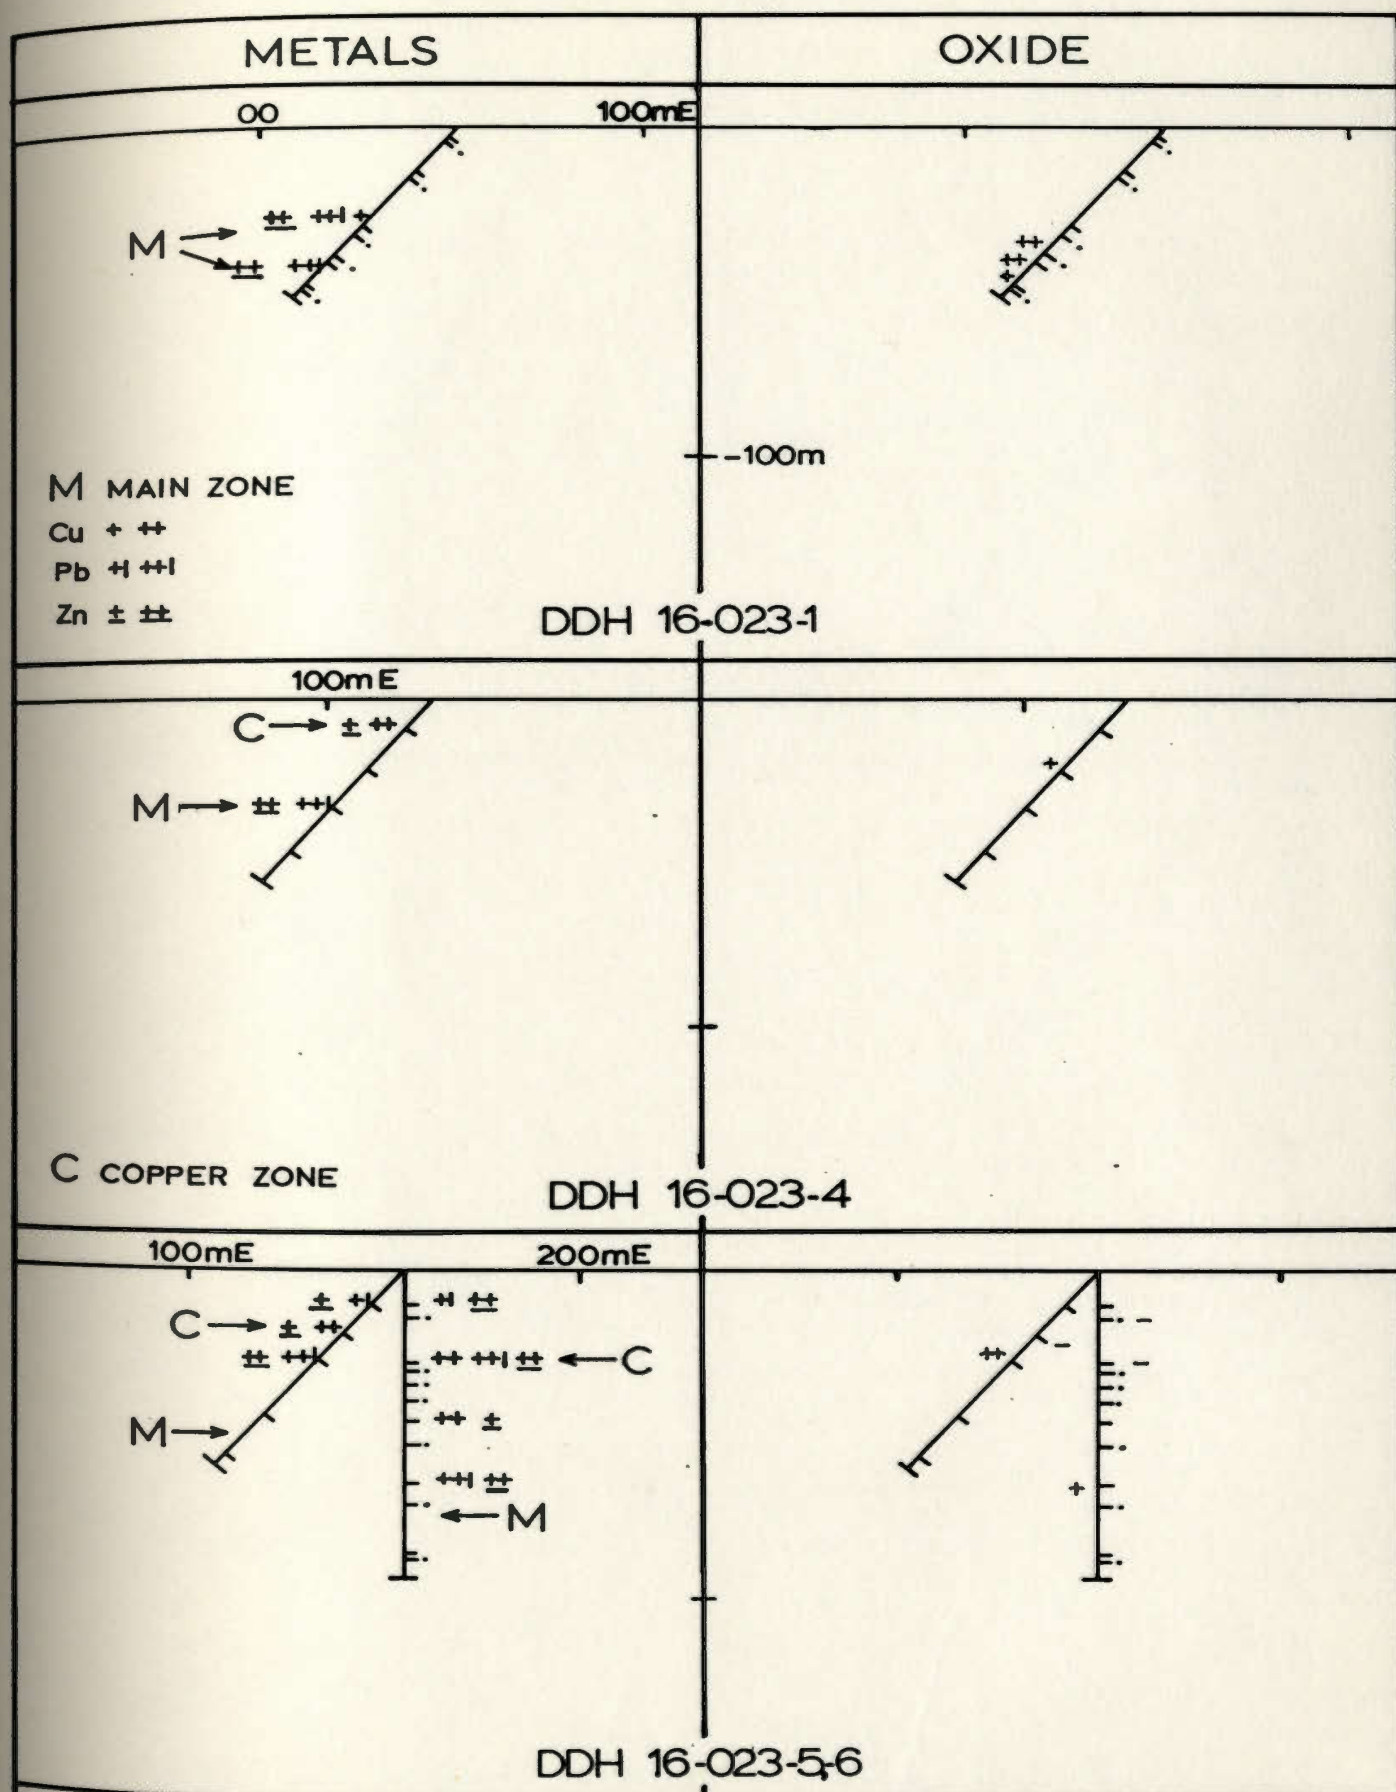 METALS
OXIDE
00
100mE
M
-100m
M MAIN ZONE
Cu + ++
Pb +| ++|
Zn ± ±±
DDH 16-023-1
100mE
C
M
C COPPER ZONE
DDH 16-023-4
100mE
200mE
C
C
M
M
DDH 16-023-5,6